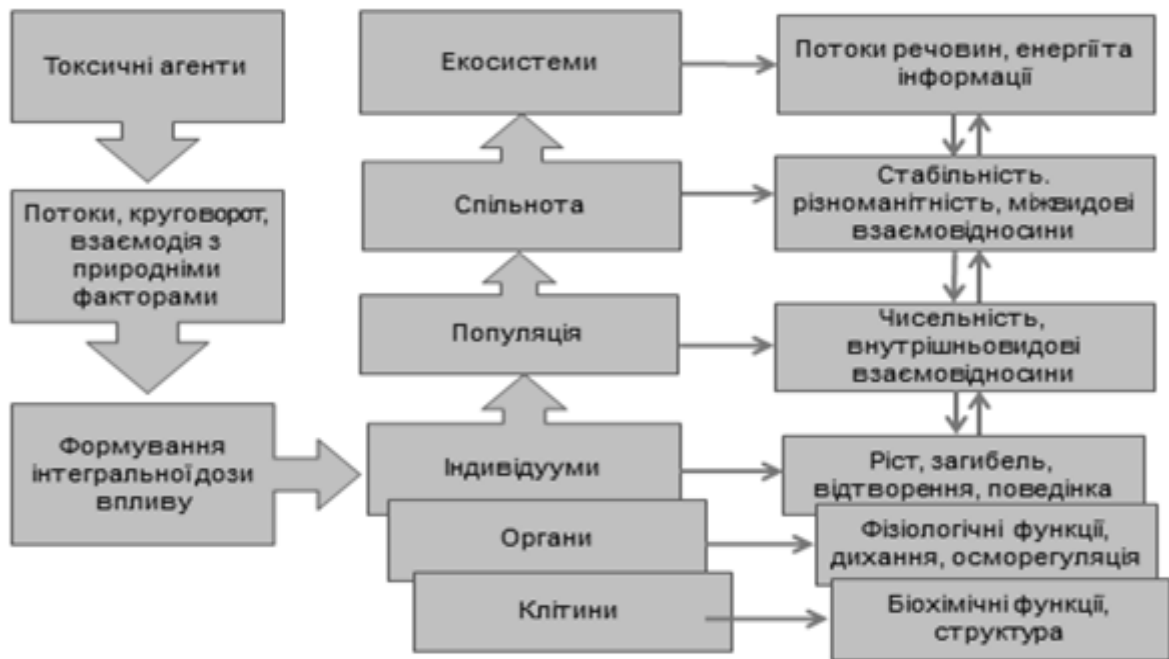 Токсичні агенти
Потоки, круговорот,
взаємодія з
природніми
факторами
Формування
інтегральної дози
впливу
Екосистеми
Спільнота
Популяція
Індивідууми
Органи
Клітини
Потоки речовин, енергії та
інформації
Стабільність.
різноманітність, міжвидові
взаємовідносини
Чисельність,
внутрішньовидові
взаємовідносини
Ріст, загибель,
відтворення, поведінка
Фізіологічні функції,
дихання, осморегуляція
Біохімічні функції,
структура